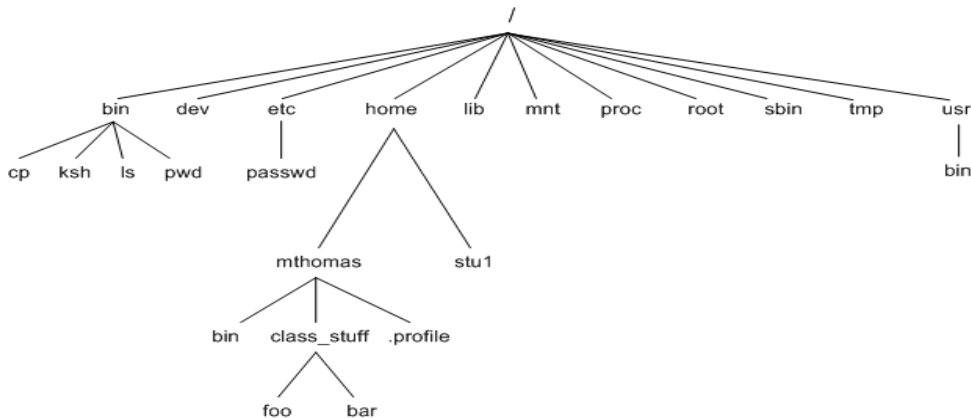 /
bin dev etc home lib mnt proc root sbin tmp usr
cp ksh ls pwd passwd bin
mthomas stu1
bin class_stuff .profile
foo bar